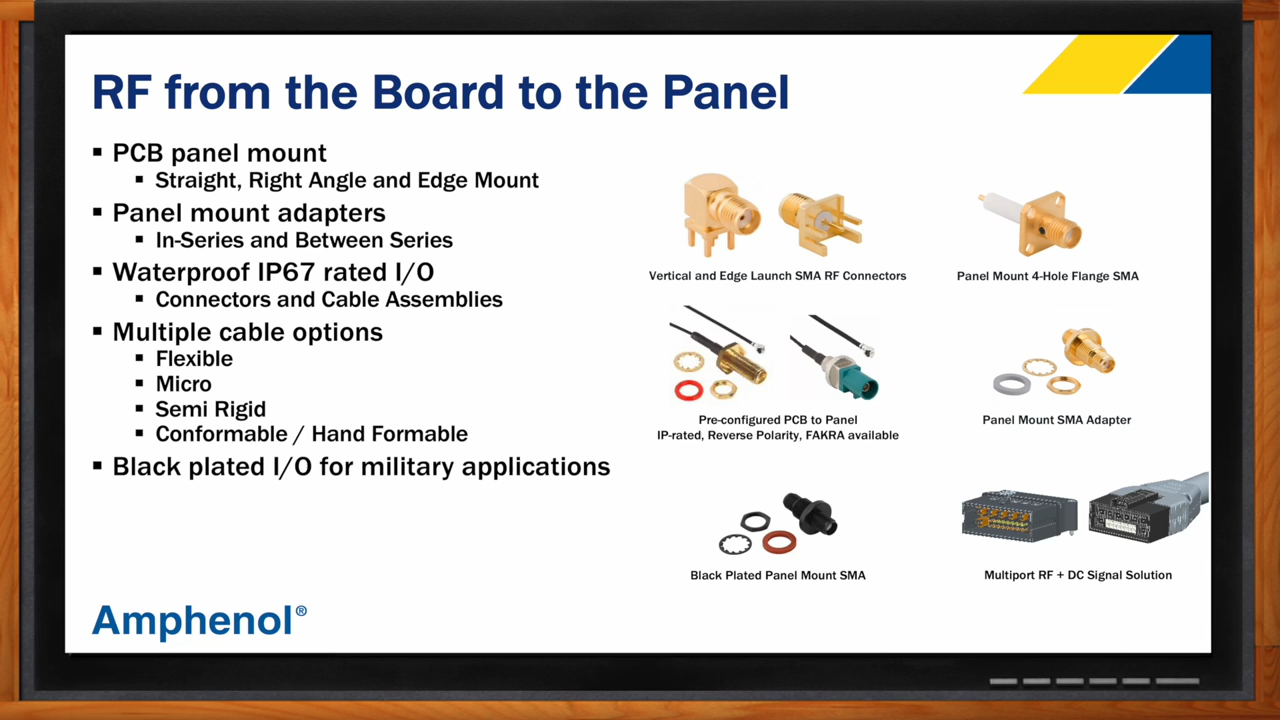 RF from the Board to the Panel
▪ PCB panel mount
▪ Straight, Right Angle and Edge Mount
▪ Panel mount adapters
▪ In-Series and Between Series
▪ Waterproof IP67 rated I/O
▪ Connectors and Cable Assemblies
▪ Multiple cable options
▪ Flexible
▪ Micro
▪ Semi Rigid
▪ Conformable / Hand Formable
▪ Black plated I/O for military applications
Vertical and Edge Launch SMA RF Connectors
Panel Mount 4-Hole Flange SMA
Pre-configured PCB to Panel
IP-rated, Reverse Polarity, FAKRA available
Panel Mount SMA Adapter
Black Plated Panel Mount SMA
Multiport RF + DC Signal Solution
Amphenol®